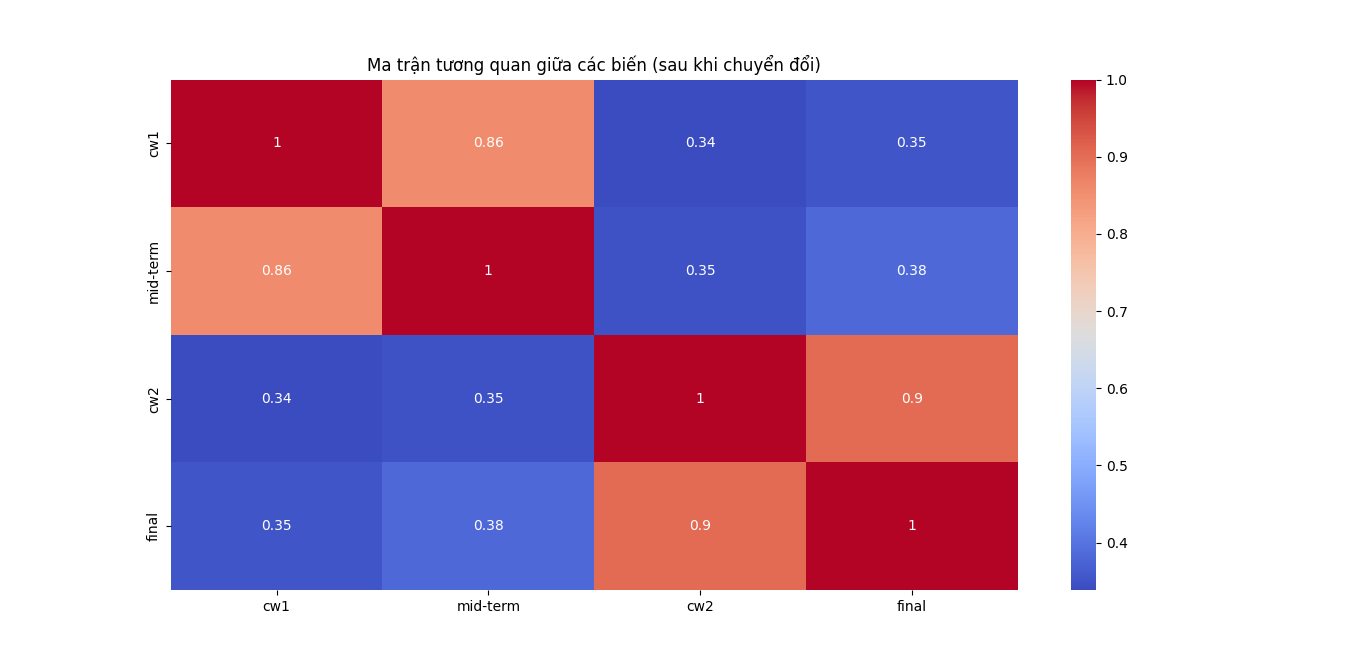 Ma trận tương quan giữa các biến (sau khi chuyển đổi)
cw1
1
0.86
0.34
0.35
mid-term
0.86
1
0.35
0.38
cw2
0.34
0.35
1
0.9
final
0.35
0.38
0.9
1
cw1
mid-term
cw2
final
1.0
0.9
0.8
0.7
0.6
0.5
0.4